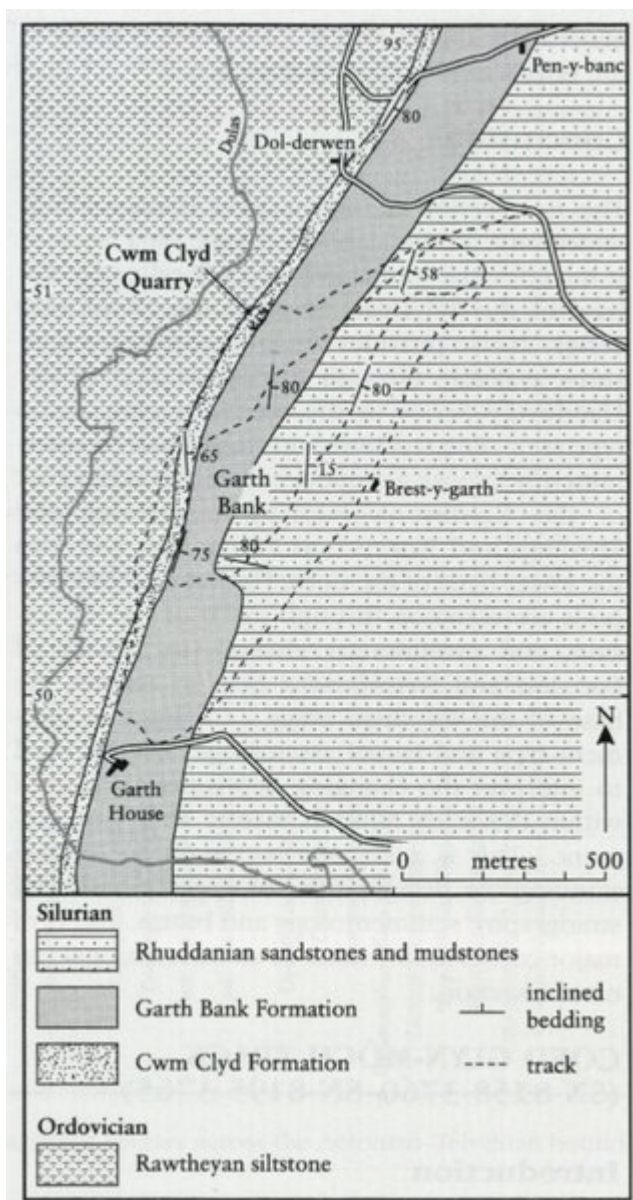 95
Pen-y-banc
80
Dulas
Dol-derwen
Cwm Clyd
Quarry
51
58
80
80
65
15
Garth
Bank
Brest-y-garth
80
75
50
N
Garth
House
0 metres 500
Silurian
Rhuddanian sandstones and mudstones
Garth Bank Formation
inclined
bedding
Cwm Clyd Formation
track
Ordovician
Rawtheyan siltstone